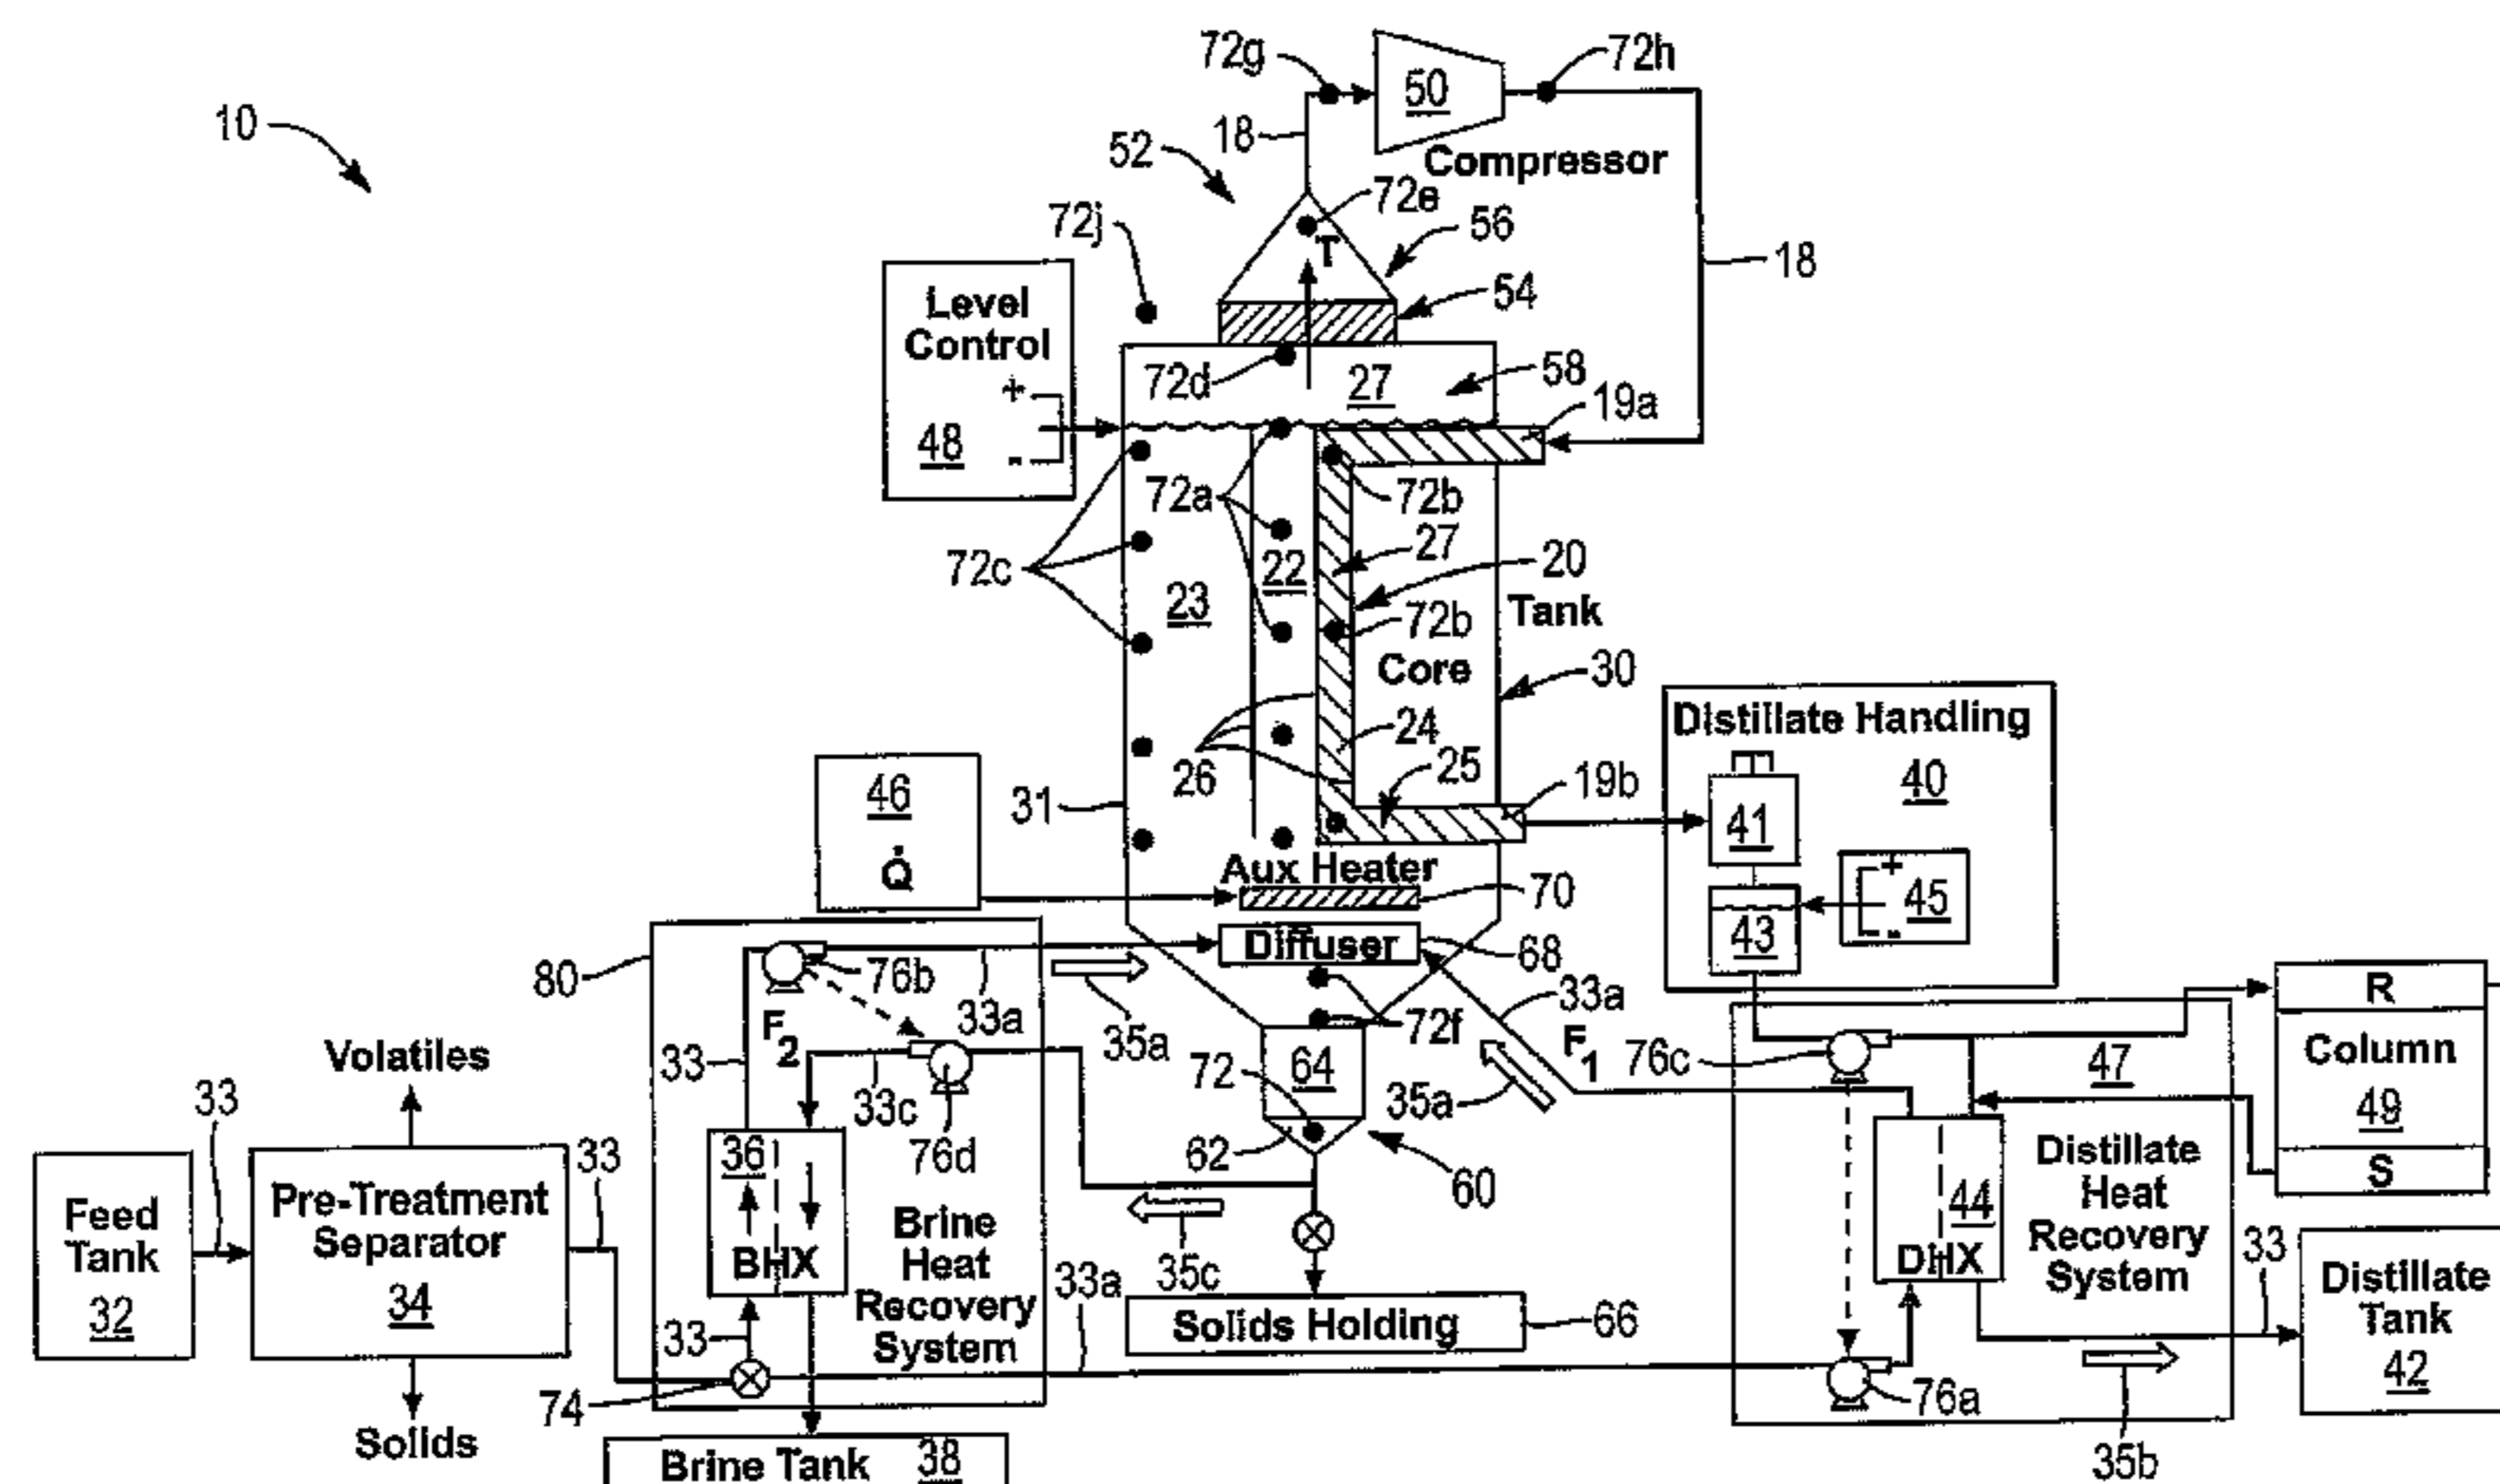 10
72g
50
72h
18
52
Compressor
72e
72j
56
T
18
Level
Control
54
+
48
-
72d
27
58
19a
72a
72b
72c
22
27
20
23
Tank
72b
Core
30
Distillate Handling
24
25
26
31
46
Q̇
19b
40
41
+
45
-
43
Aux Heater
70
Diffuser
68
80
76b
33a
35a
72f
33a
R
F2
33
33c
76d
72
64
35a
F1
76c
47
Column
49
S
Volatiles
33
33
36
62
60
Distillate
Heat
Recovery
System
44
DHX
33
Feed
Tank
32
Pre-Treatment
Separator
34
BHX
Brine
Heat
Recovery
System
35c
33a
Solids Holding
66
Distillate
Tank
42
33
74
76a
35b
Solids
Brine Tank 38